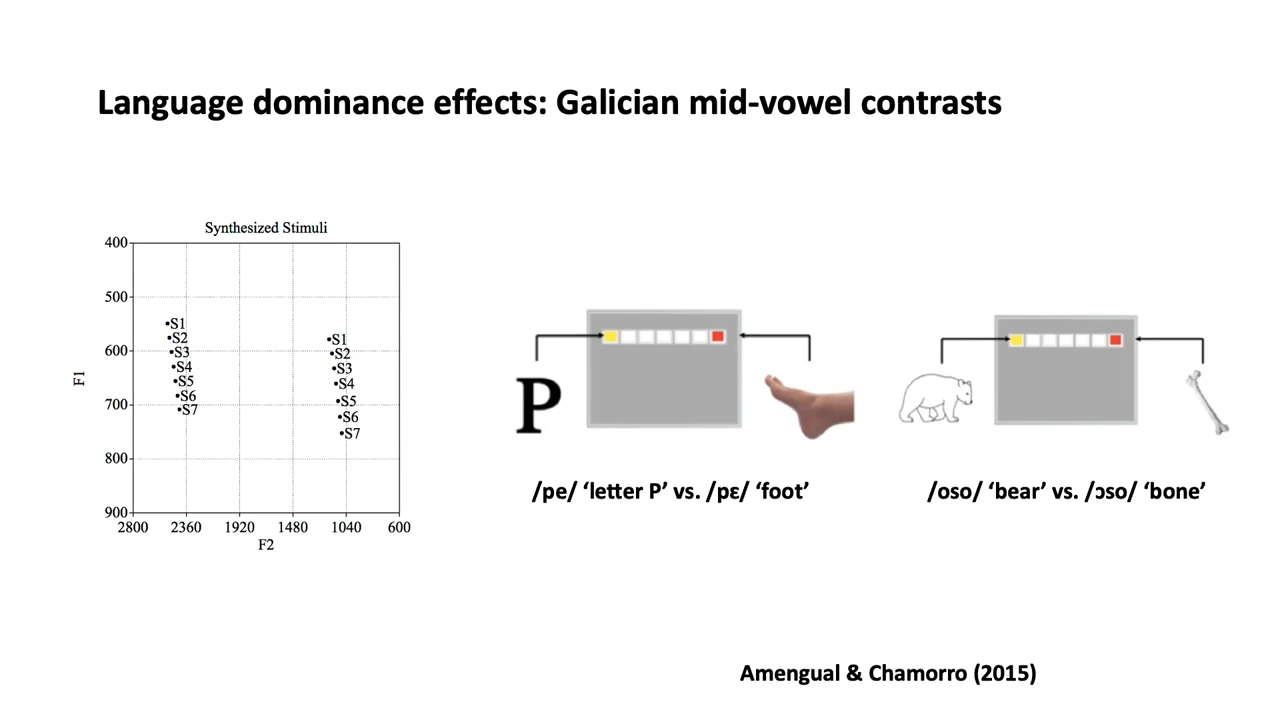 Language dominance effects: Galician mid-vowel contrasts
Synthesized Stimuli
400
500
600
700
800
900
F1
S1
S2
S3
S4
S5
S6
S7
S1
S2
S3
S4
S5
S6
S7
2800 2360 1920 1480 1040 600
F2
P
/pe/ ‘letter P’ vs. /pɛ/ ‘foot’
/oso/ ‘bear’ vs. /ɔso/ ‘bone’
Amengual & Chamorro (2015)